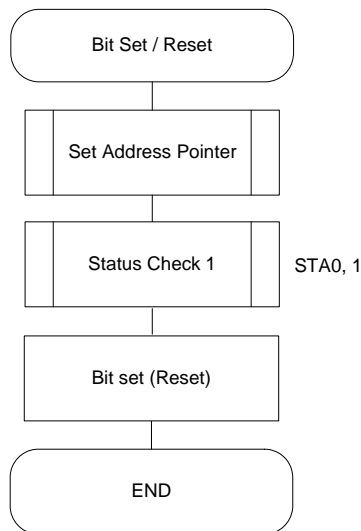 Bit Set / Reset
Set Address Pointer
Status Check 1
STA0, 1
Bit set (Reset)
END